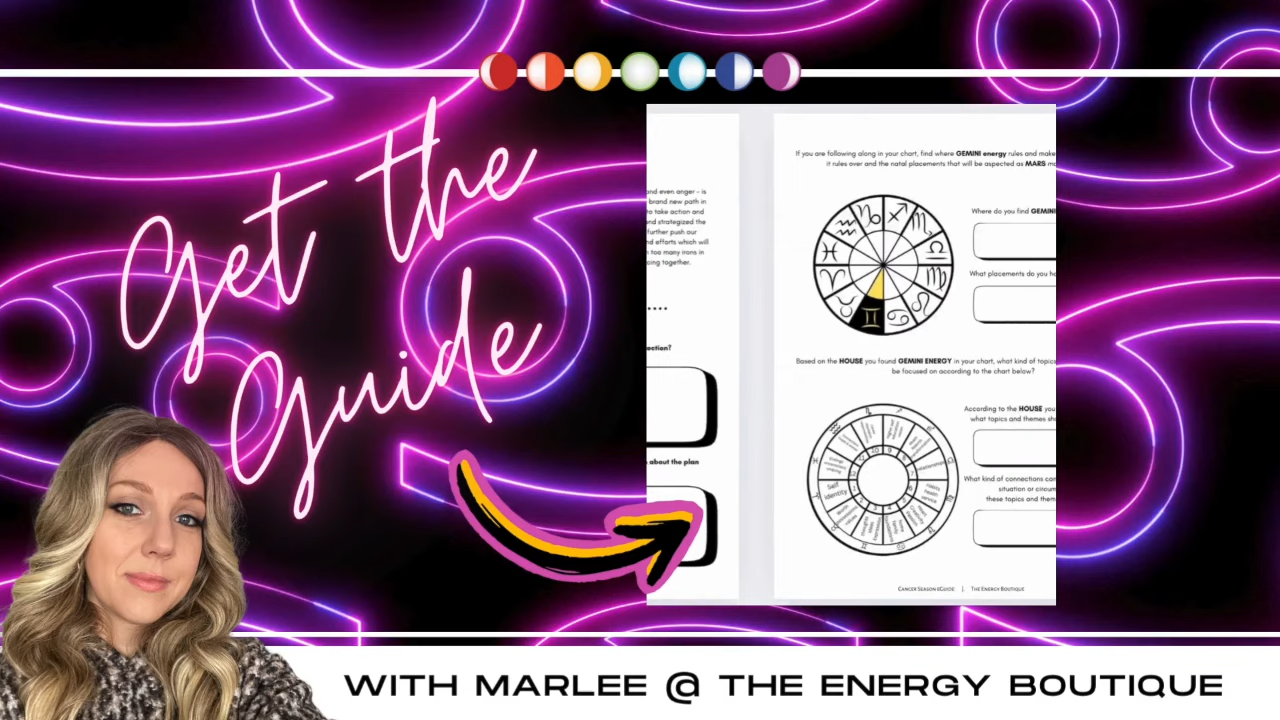 Get the
Guide
and even anger - is
brand new path in
to take action and
nd strategized the
further push our
nd efforts which will
too many irons in
cing together.
ection?
about the plan
If you are following along in your chart, find where GEMINI energy rules and make
it rules over and the natal placements that will be aspected as MARS
Where do you find GEMINI
What placements do you
Based on the HOUSE you found GEMINI ENERGY in your chart, what kind of topics
be focused on according to the chart below?
According to the HOUSE you
what topics and themes
Self
Identity
10
9
What kind of connections can
situation or
these topics and
CANCER SEASON EGUIDE | THE ENERGY BOUTIQUE
WITH MARLEE @ THE ENERGY BOUTIQUE